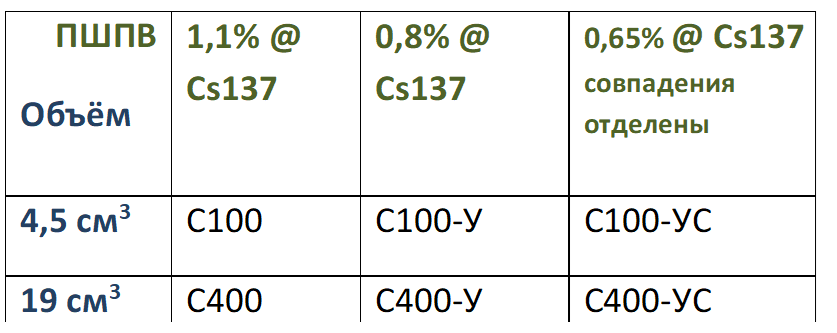 ПШПВ
Объём
1,1% @
Cs137
0,8% @
Cs137
0,65% @ Cs137
совпадения
отделены
4,5 см³
С100
С100-У
С100-УС
19 см³
С400
С400-У
С400-УС